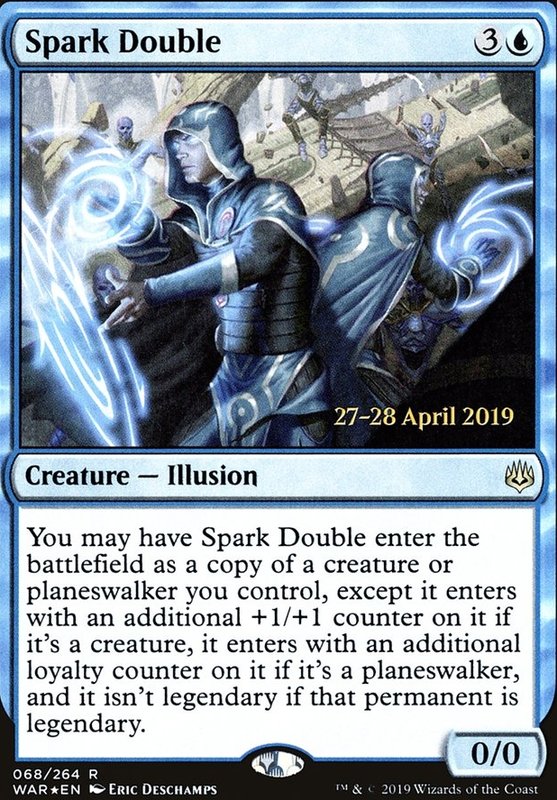 Spark Double 3
27–28 April 2019
Creature — Illusion
You may have Spark Double enter the
battlefield as a copy of a creature or
planeswalker you control, except it enters
with an additional +1/+1 counter on it if
it's a creature, it enters with an additional
loyalty counter on it if it's a planeswalker,
and it isn't legendary if that permanent is
legendary.
0/0
068/264 R
WAR★EN Eric Deschamps
™ & © 2019 Wizards of the Coast